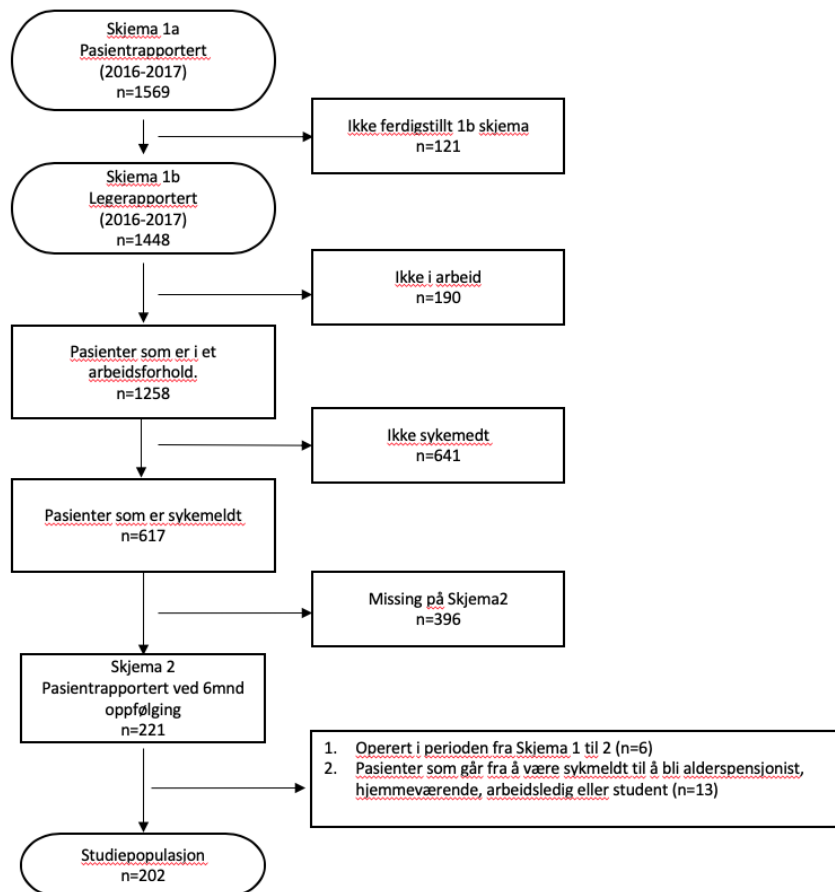 Skjema 1a
Pasientrapportert
(2016-2017)
n=1569
Ikke ferdigstillt 1b skjema
n=121
Skjema 1b
Legerapportert
(2016-2017)
n=1448
Ikke i arbeid
n=190
Pasienter som er i et
arbeidsforhold.
n=1258
Ikke sykemedt
n=641
Pasienter som er sykemeldt
n=617
Missing på Skjema2
n=396
Skjema 2
Pasientrapportert ved 6mnd
oppfølging
n=221
1. Operert i perioden fra Skjema 1 til 2 (n=6)
2. Pasienter som går fra å være sykmeldt til å bli alderspensjonist,
hjemmeværende, arbeidsledig eller student (n=13)
Studiepopulasjon
n=202